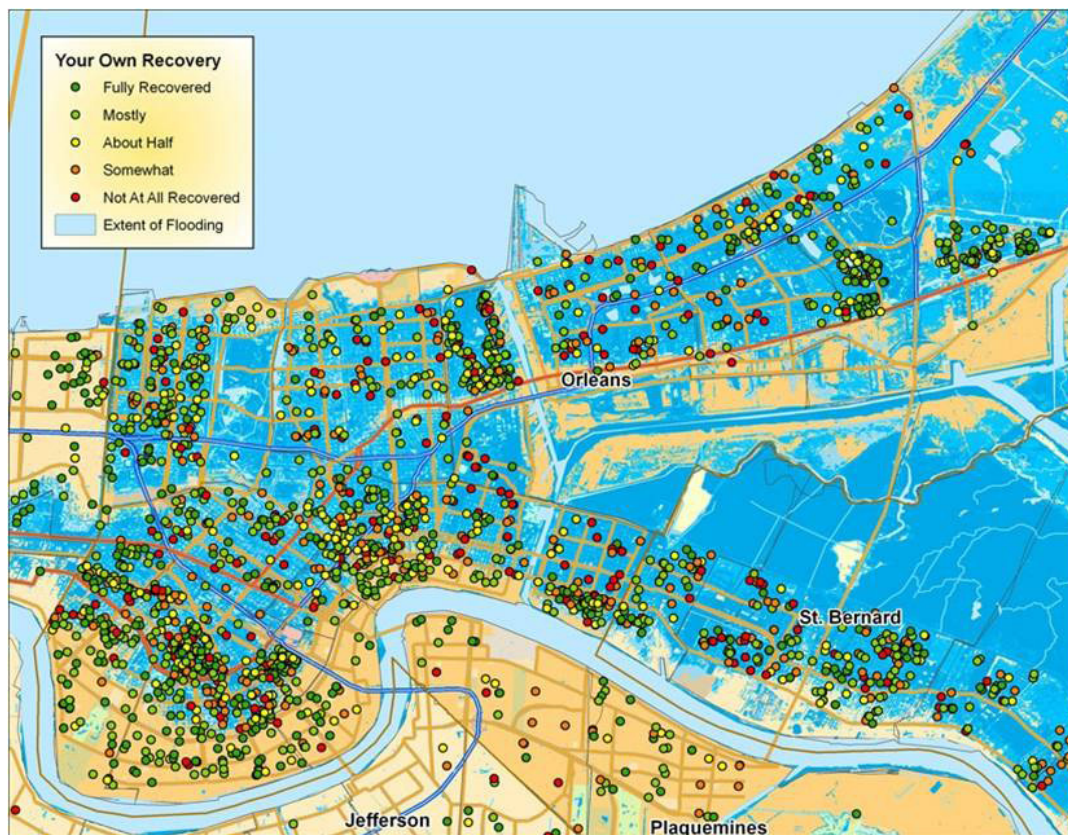 Your Own Recovery
Fully Recovered
Mostly
About Half
Somewhat
Not At All Recovered
Extent of Flooding
Orleans
St. Bernard
Jefferson
Plaquemines